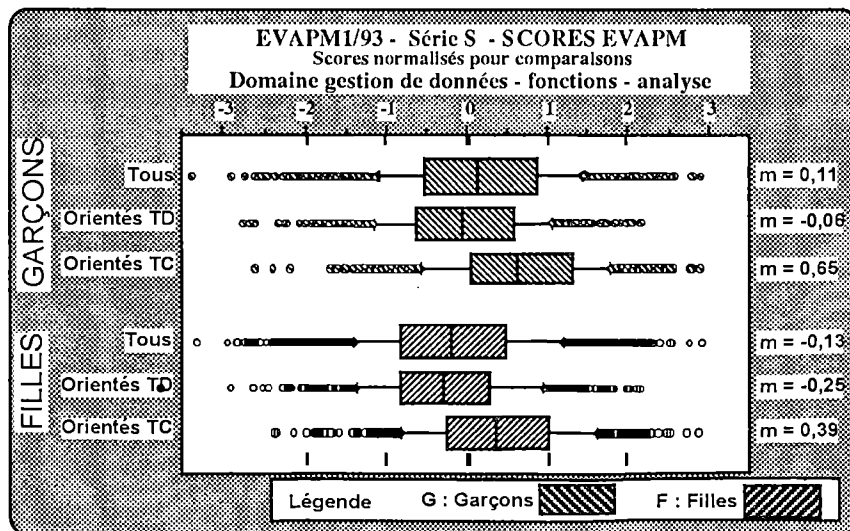 EVAPM1/93 - Séric S - SCORES EVAPM
Scores normalisés pour comparaisons
Domaine gestion de données - fonctions - analyse
-3 -2 -1 0 1 2 3
GARÇONS
Tous m = 0,11
Orientés TD m = -0,06
Orientés TC m = 0,65
FILLES
Tous m = -0,13
Orientés TD m = -0,25
Orientés TC m = 0,39
Légende G : Garçons F : Filles